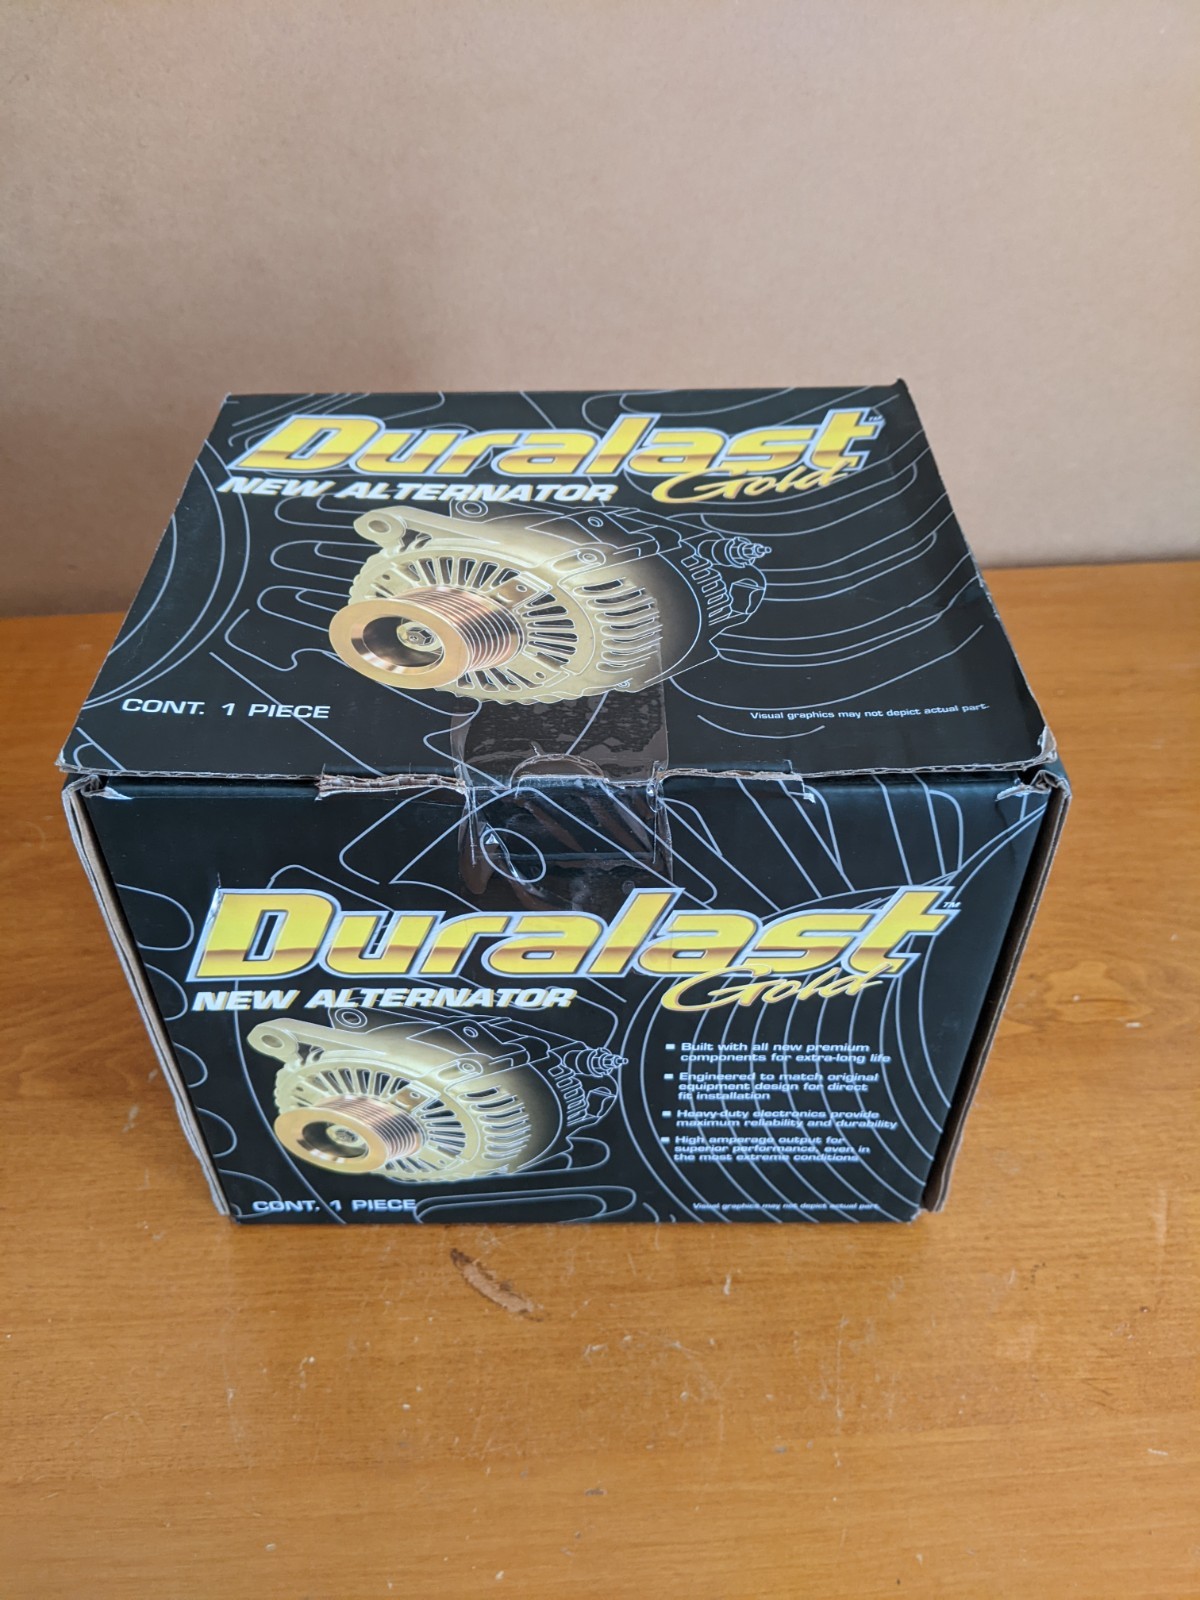 Duralast™
Gold
NEW ALTERNATOR
CONT. 1 PIECE
Visual graphics may not depict actual part.
Duralast™
Gold
NEW ALTERNATOR
■ Built with all new premium
components for extra-long life
■ Engineered to match original
equipment design for direct
fit installation
■ Heavy-duty electronics provide
maximum reliability and durability
■ High amperage output for
superior performance, even in
the most extreme conditions
CONT. 1 PIECE
Visual graphics may not depict actual part.